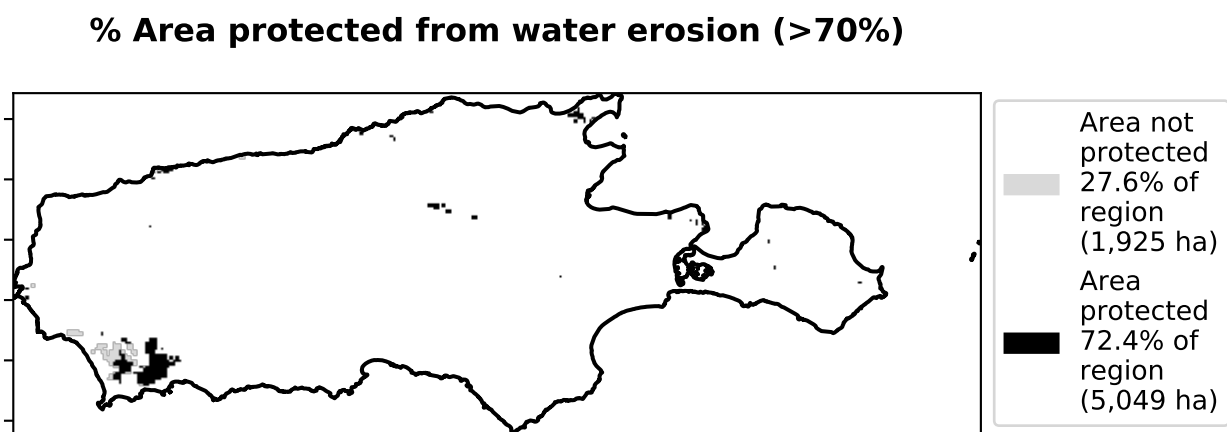 % Area protected from water erosion (>70%)
Area not
protected
27.6% of
region
(1,925 ha)
Area
protected
72.4% of
region
(5,049 ha)